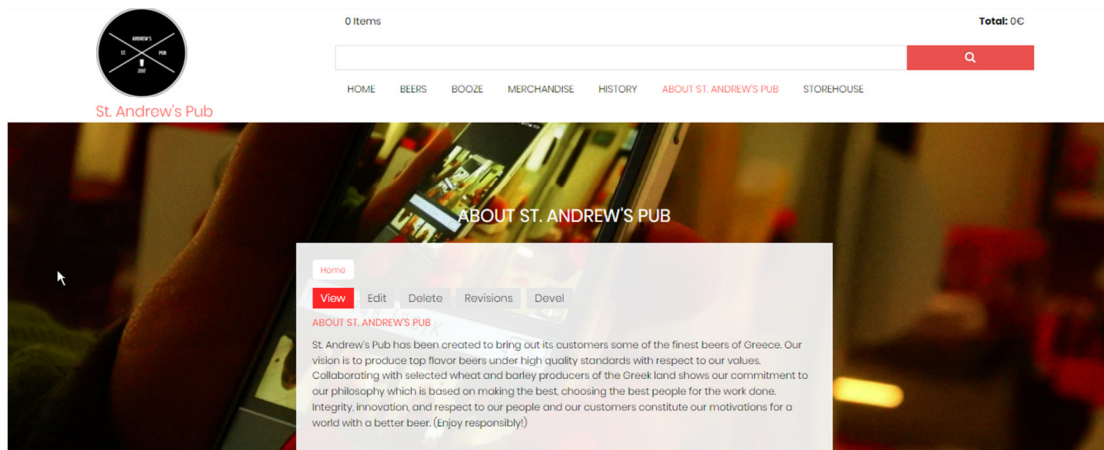 ANDREW'S
ST. PUB
St. Andrew's Pub
0 Items
Total: 0€
HOME BEERS BOOZE MERCHANDISE HISTORY ABOUT ST. ANDREW'S PUB STOREHOUSE
ABOUT ST. ANDREW'S PUB
Home
View Edit Delete Revisions Devel
ABOUT ST. ANDREW'S PUB
St. Andrew's Pub has been created to bring out its customers some of the finest beers of Greece. Our
vision is to produce top flavor beers under high quality standards with respect to our values.
Collaborating with selected wheat and barley producers of the Greek land shows our commitment to
our philosophy which is based on making the best, choosing the best people for the work done.
Integrity, innovation, and respect to our people and our customers constitute our motivations for a
world with a better beer. (Enjoy responsibly!)